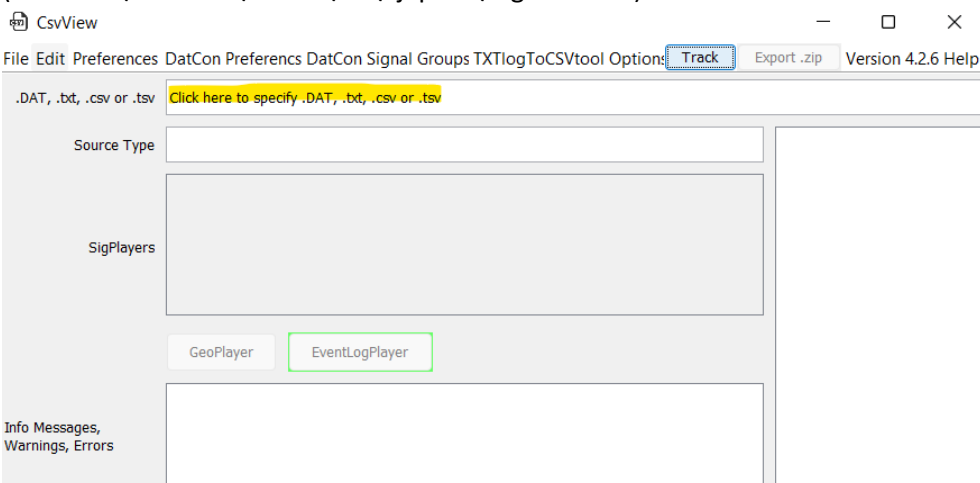 CsvView
File Edit Preferences DatCon Preferencs DatCon Signal Groups TXTlogToCSVtool Options Track Export .zip Version 4.2.6 Help
.DAT, .txt, .csv or .tsv Click here to specify .DAT, .txt, .csv or .tsv
Source Type
SigPlayers
GeoPlayer EventLogPlayer
Info Messages,
Warnings, Errors